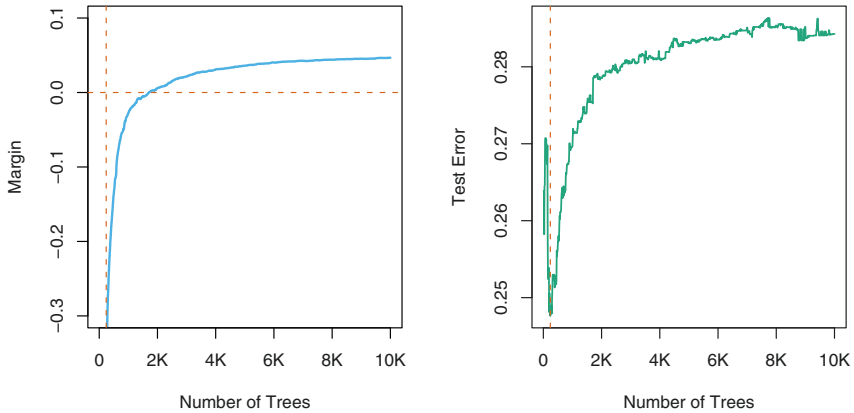 0.1
0.0
−0.1
−0.2
−0.3
Margin
0 2K 4K 6K 8K 10K
Number of Trees
0.28
0.27
0.26
0.25
Test Error
0 2K 4K 6K 8K 10K
Number of Trees